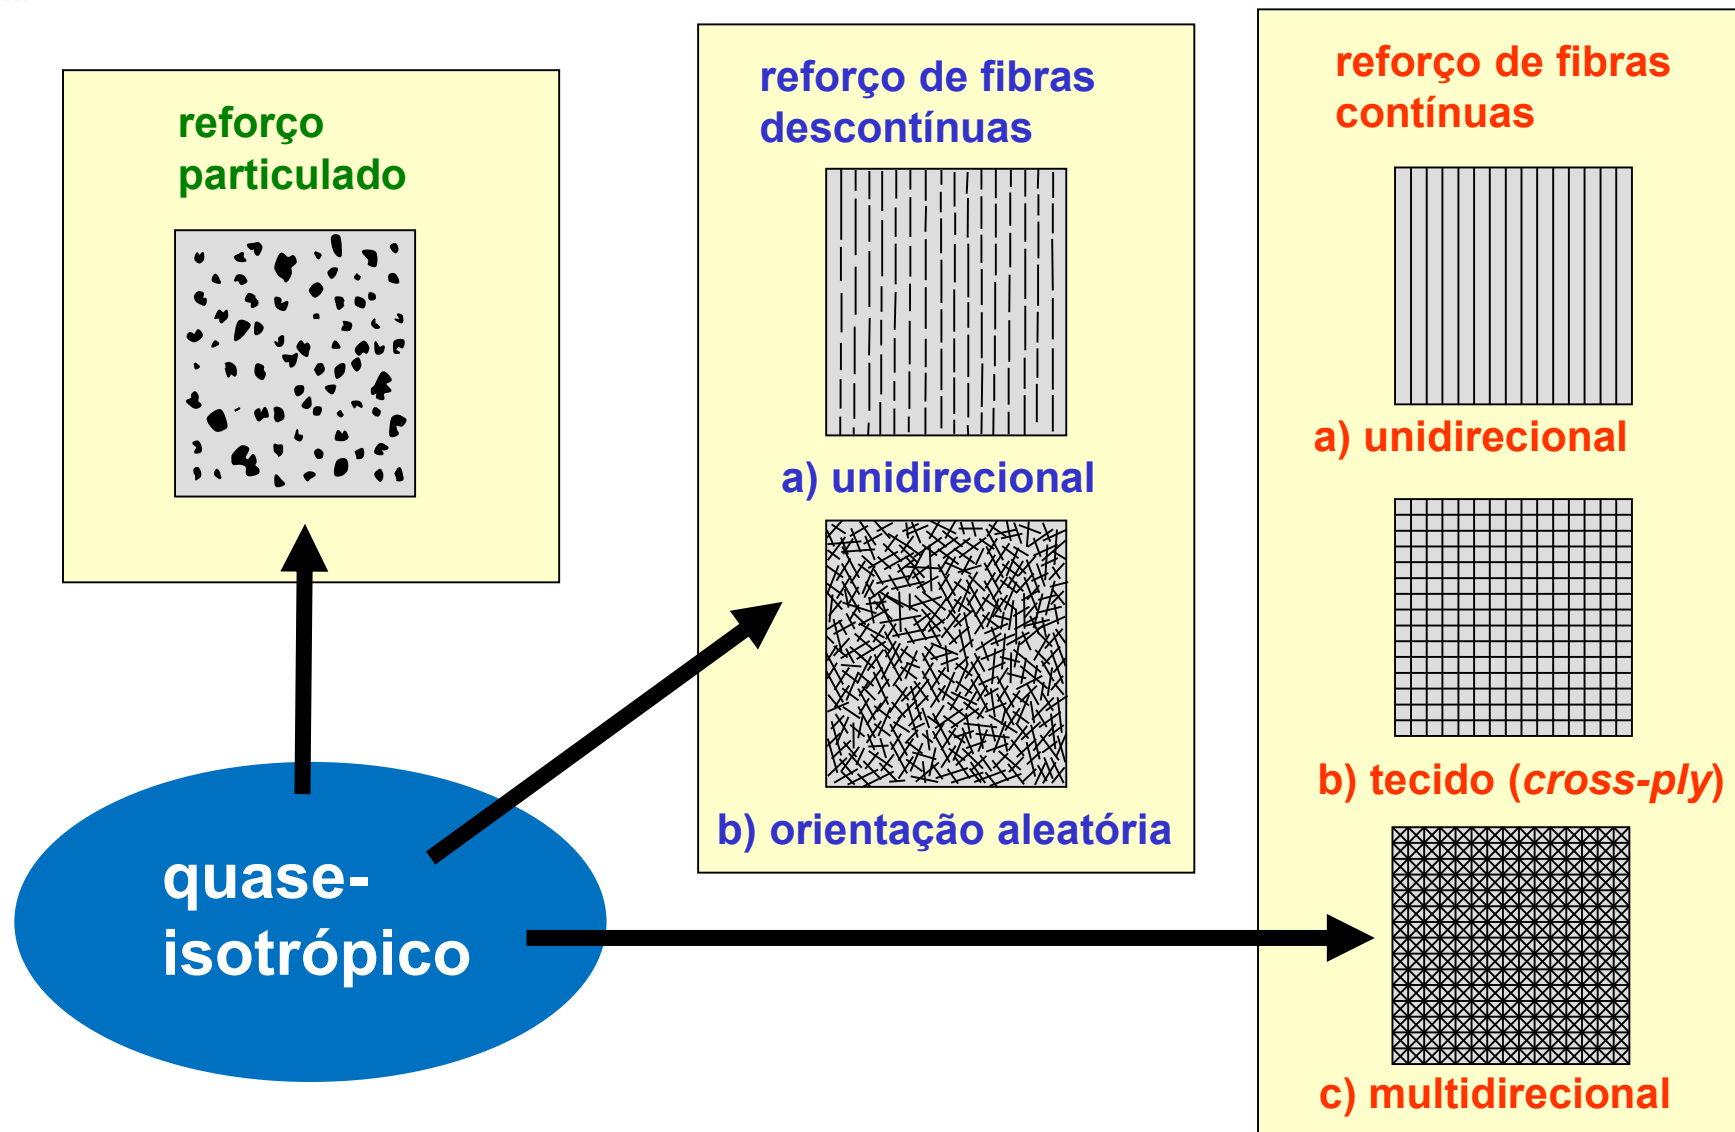 reforço
particulado
reforço de fibras
descontínuas
a) unidirecional
b) orientação aleatória
reforço de fibras
contínuas
a) unidirecional
b) tecido (cross-ply)
c) multidirecional
quase-
isotrópico